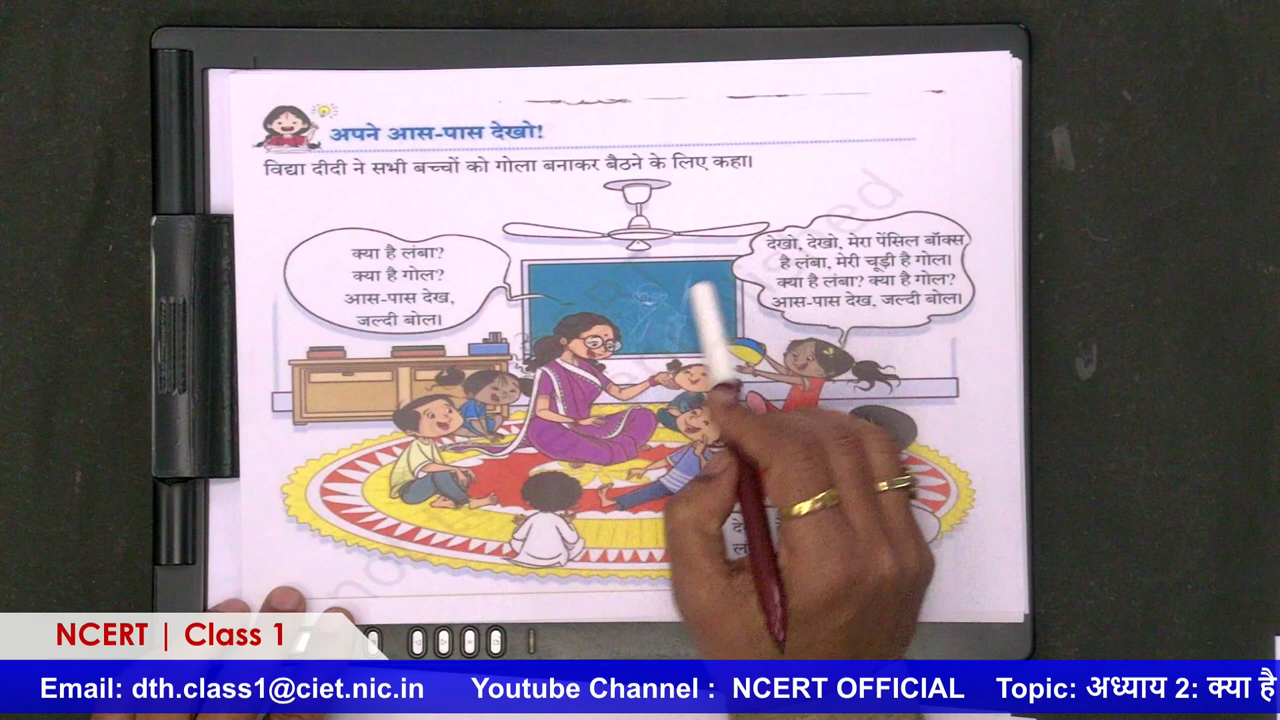 अपने आस-पास देखो!
विद्या दीदी ने सभी बच्चों को गोला बनाकर बैठने के लिए कहा।
क्या है लंबा?
क्या है गोल?
आस-पास देख,
जल्दी बोल।
देखो, देखो, मेरा पेंसिल बॉक्स
है लंबा, मेरी चूड़ी है गोल।
क्या है लंबा? क्या है गोल?
आस-पास देख, जल्दी बोल।
NCERT | Class 1
Email: dth.class1@ciet.nic.in Youtube Channel : NCERT OFFICIAL Topic: अध्याय 2: क्या है